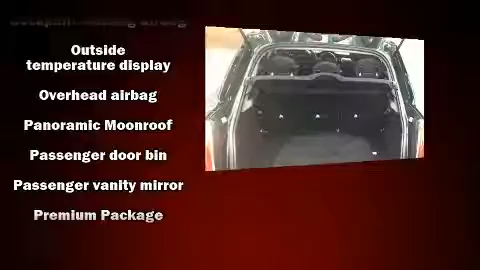 Outside
temperature display
Overhead airbag
Panoramic Moonroof
Passenger door bin
Passenger vanity mirror
Premium Package